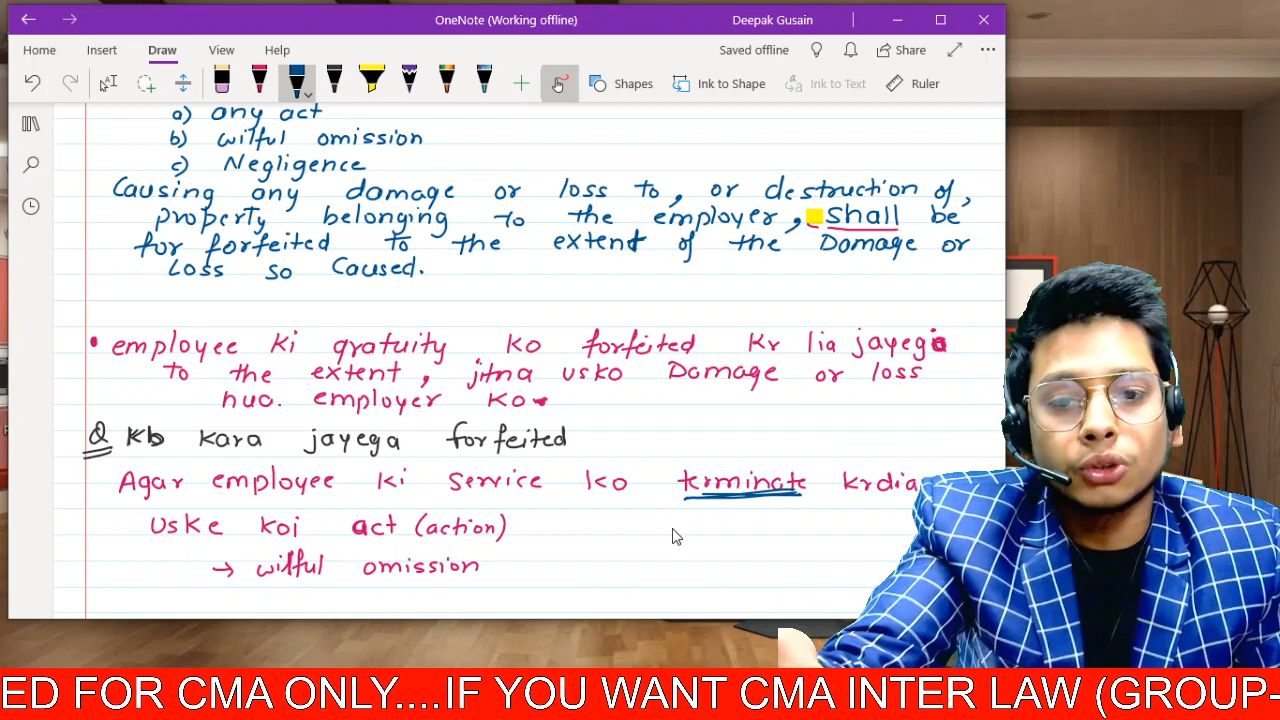 OneNote (Working offline)
Deepak Gusain
Home Insert Draw View Help
Saved offline
Share
Shapes
Ink to Shape
Ink to Text
Ruler
a) any act
b) wilful omission
c) Negligence
Causing any damage or loss to, or destruction of,
property belonging to the employer, shall be
for forfeited to the extent of the Damage or
Loss so Caused.
• employee ki gratuity ko forfeited kr lia jayega
to the extent, jitna usko Damage or loss
hua. employer ko.
Q Kb kara jayega forfeited
Agar employee ki service ko terminate krdia
uske koi act (action)
→ wilful omission
ED FOR CMA ONLY....IF YOU WANT CMA INTER LAW (GROUP-